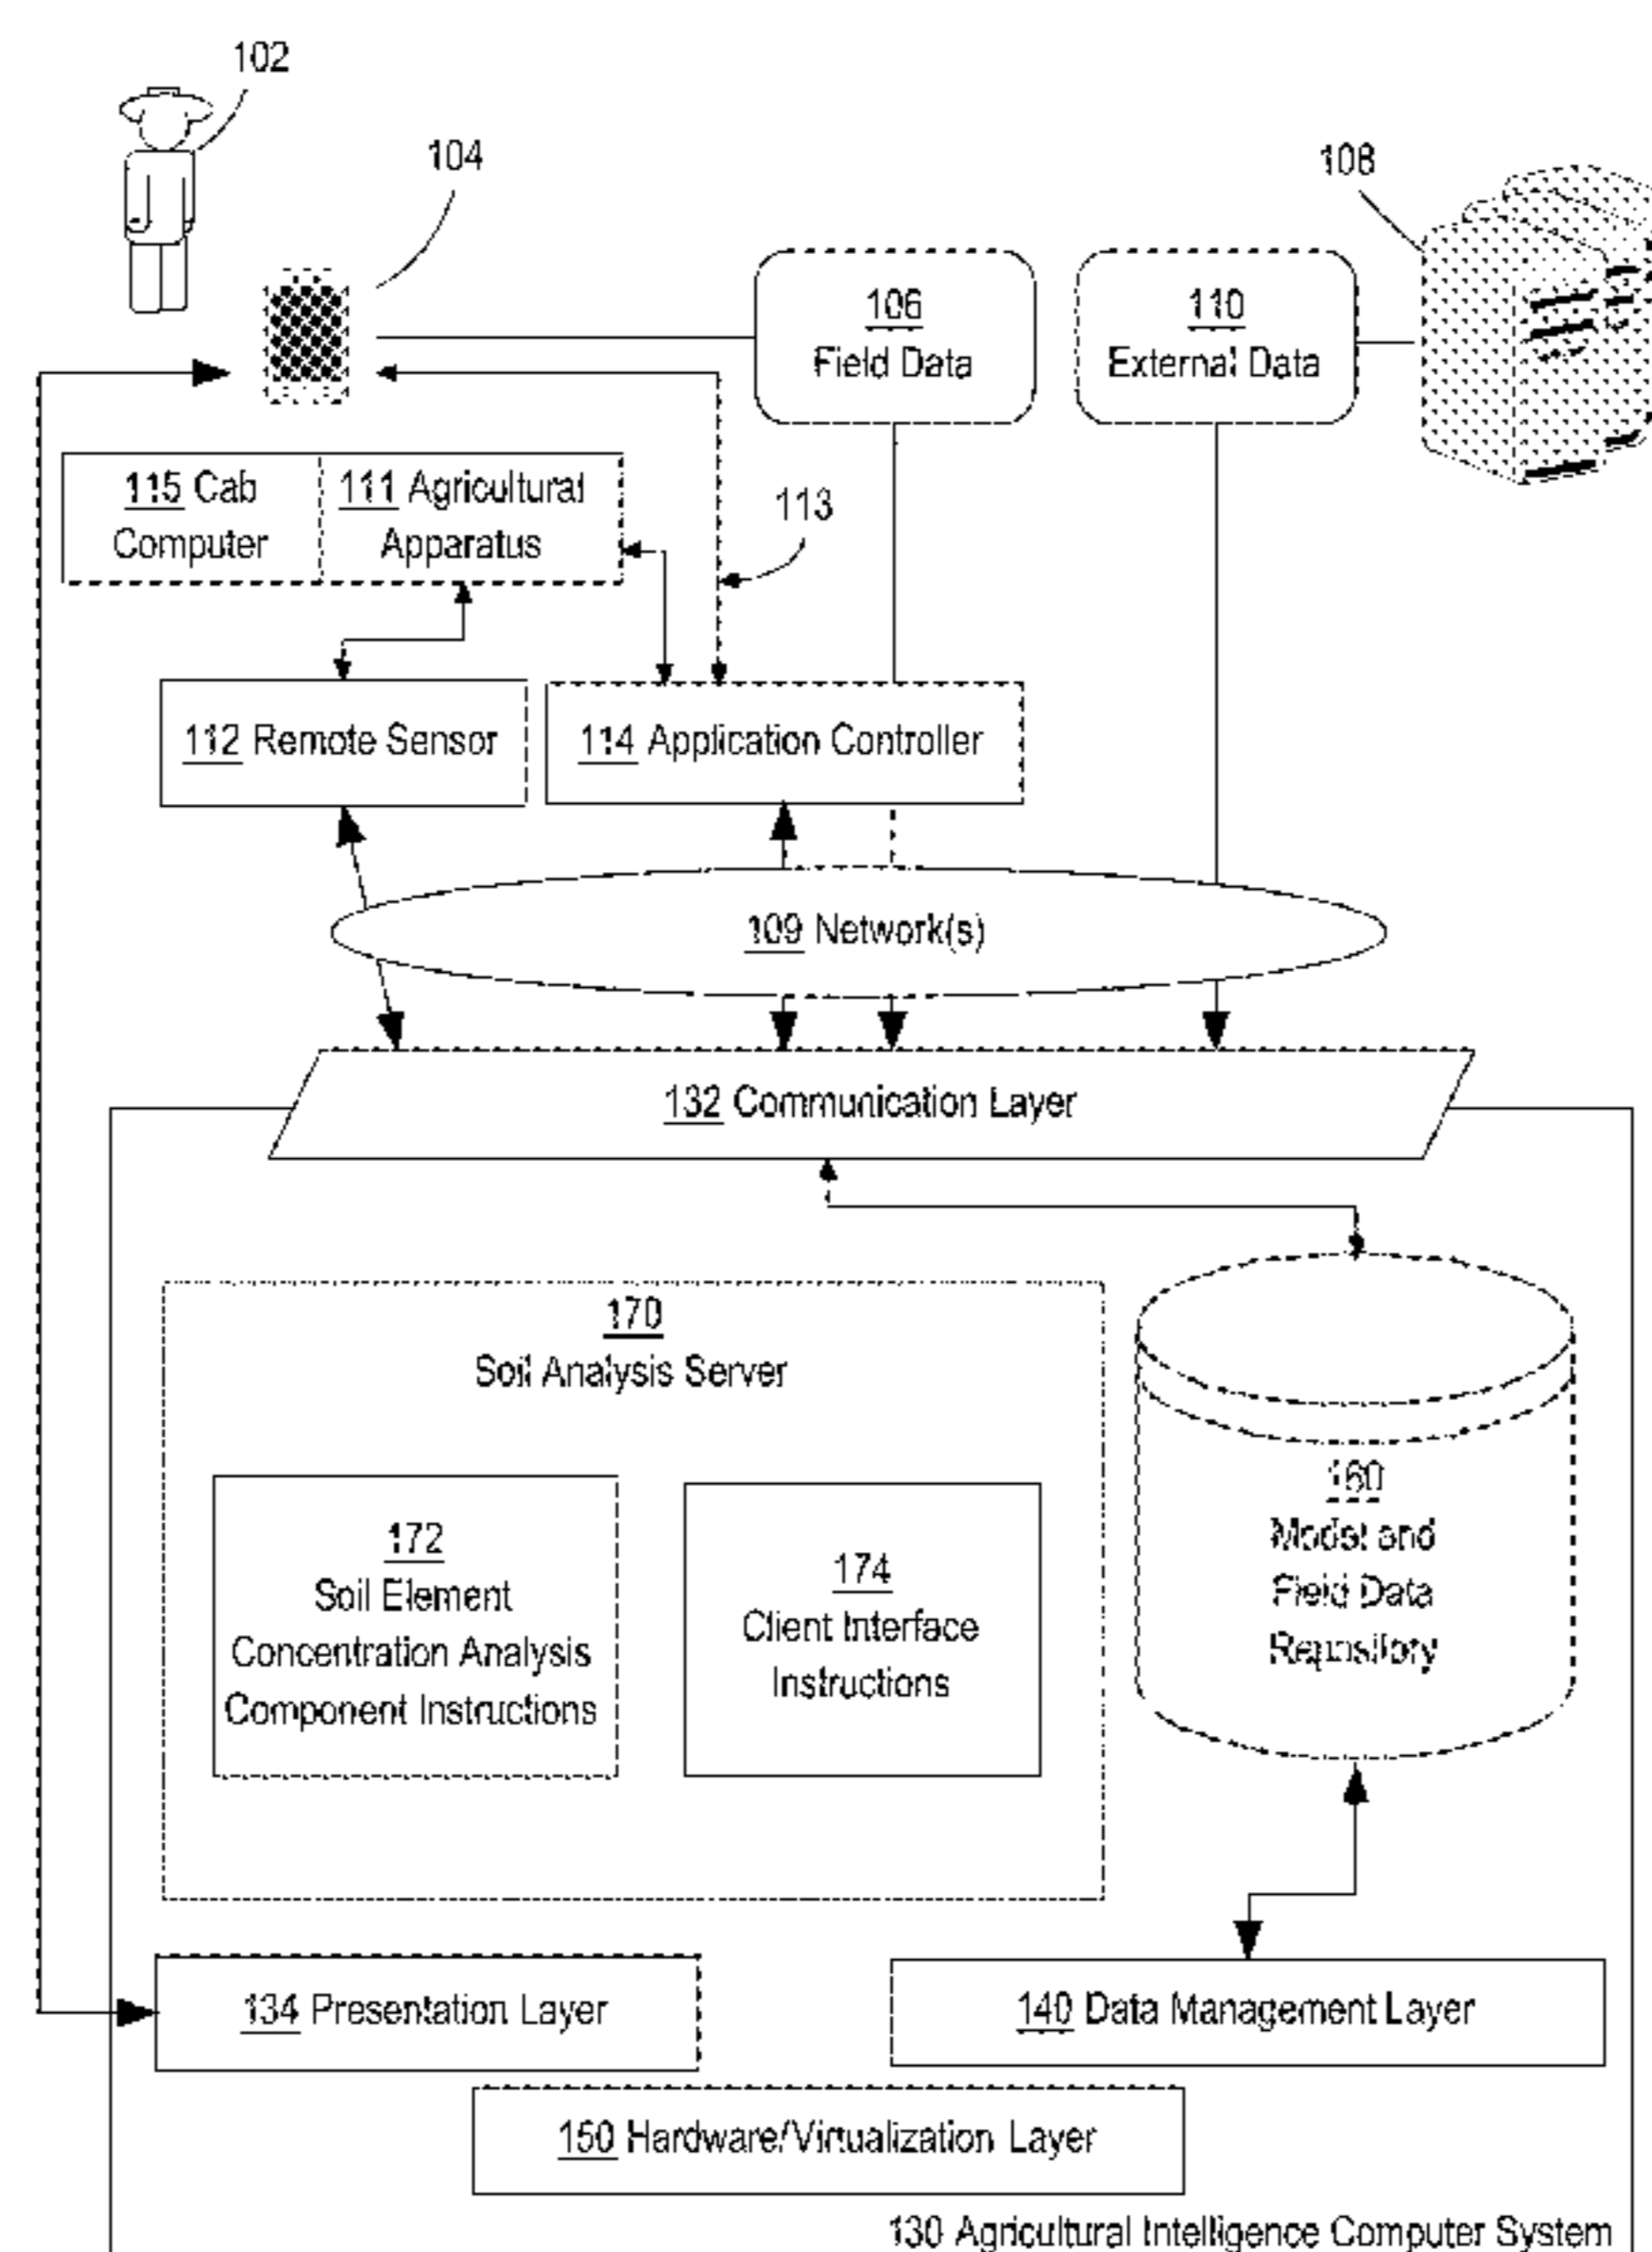 102
104
108
106
Field Data
110
External Data
115 Cab
Computer
111 Agricultural
Apparatus
113
112 Remote Sensor
114 Application Controller
109 Network(s)
132 Communication Layer
170
Soil Analysis Server
172
Soil Element
Concentration Analysis
Component Instructions
174
Client Interface
Instructions
160
Model and
Field Data
Repository
134 Presentation Layer
140 Data Management Layer
150 Hardware/Virtualization Layer
130 Agricultural Intelligence Computer System